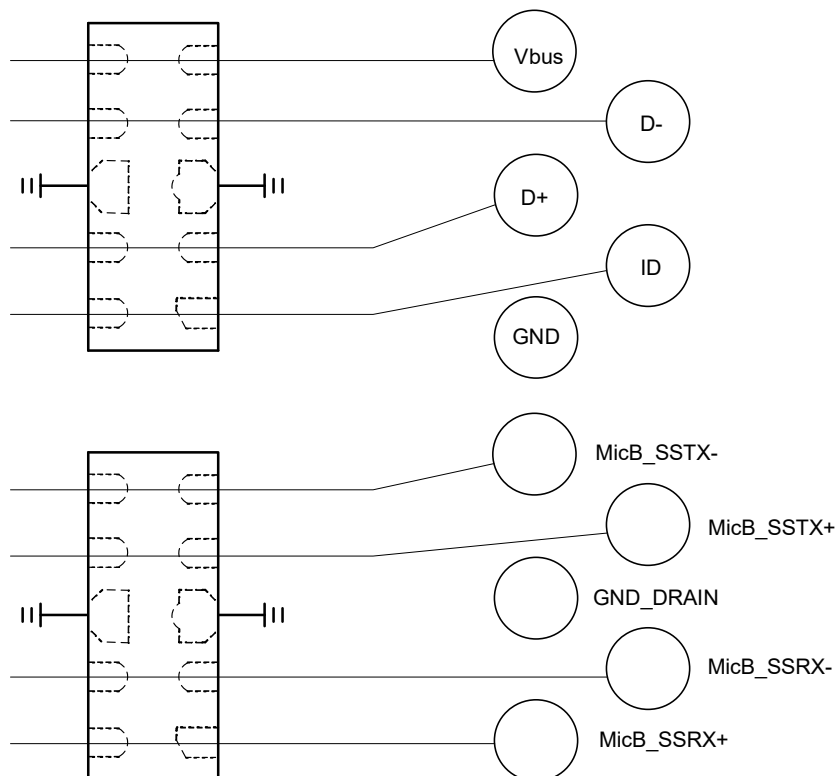 Vbus
D-
D+
ID
GND
MicB_SSTX-
MicB_SSTX+
GND_DRAIN
MicB_SSRX-
MicB_SSRX+